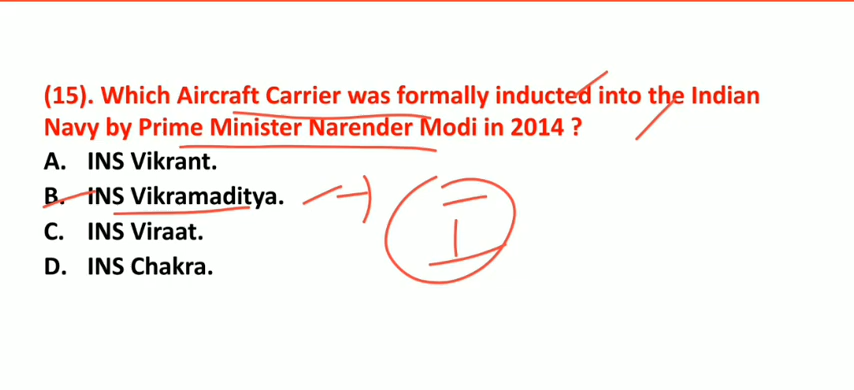 (15). Which Aircraft Carrier was formally inducted into the Indian
Navy by Prime Minister Narender Modi in 2014 ?
A. INS Vikrant.
B. INS Vikramaditya.
C. INS Viraat.
D. INS Chakra.